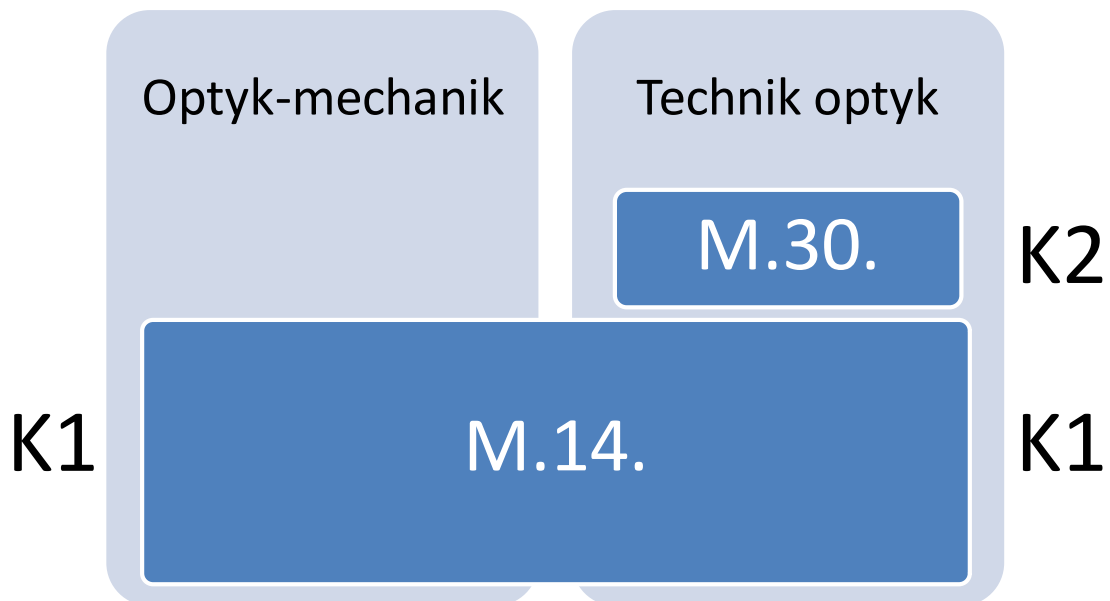 Optyk-mechanik
Technik optyk
M.30.
K2
K1
M.14.
K1